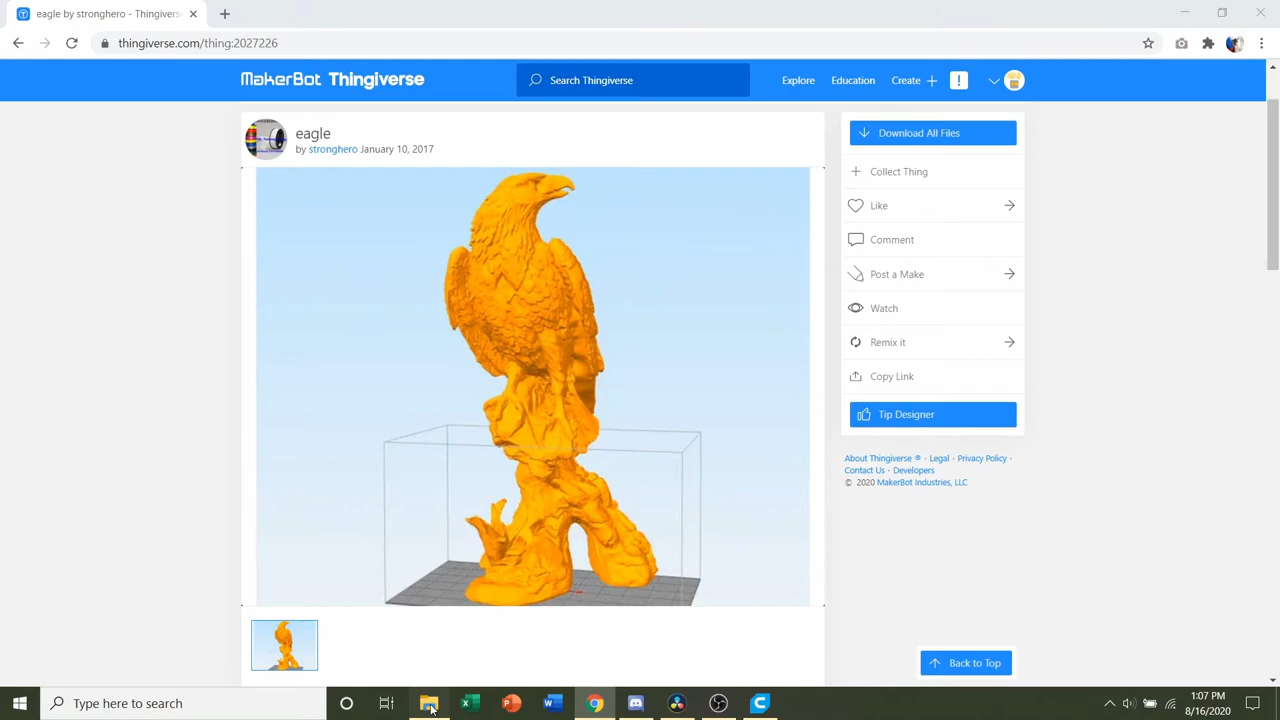 eagle by stronghero - Thingivers
thingiverse.com/thing:2027226
MakerBot Thingiverse
Search Thingiverse
Explore
Education
Create
eagle
by stronghero January 10, 2017
Download All Files
Collect Thing
Like
Comment
Post a Make
Watch
Remix it
Copy Link
Tip Designer
About Thingiverse ® · Legal · Privacy Policy ·
Contact Us · Developers
© 2020 MakerBot Industries, LLC
Back to Top
Type here to search
1:07 PM
8/16/2020